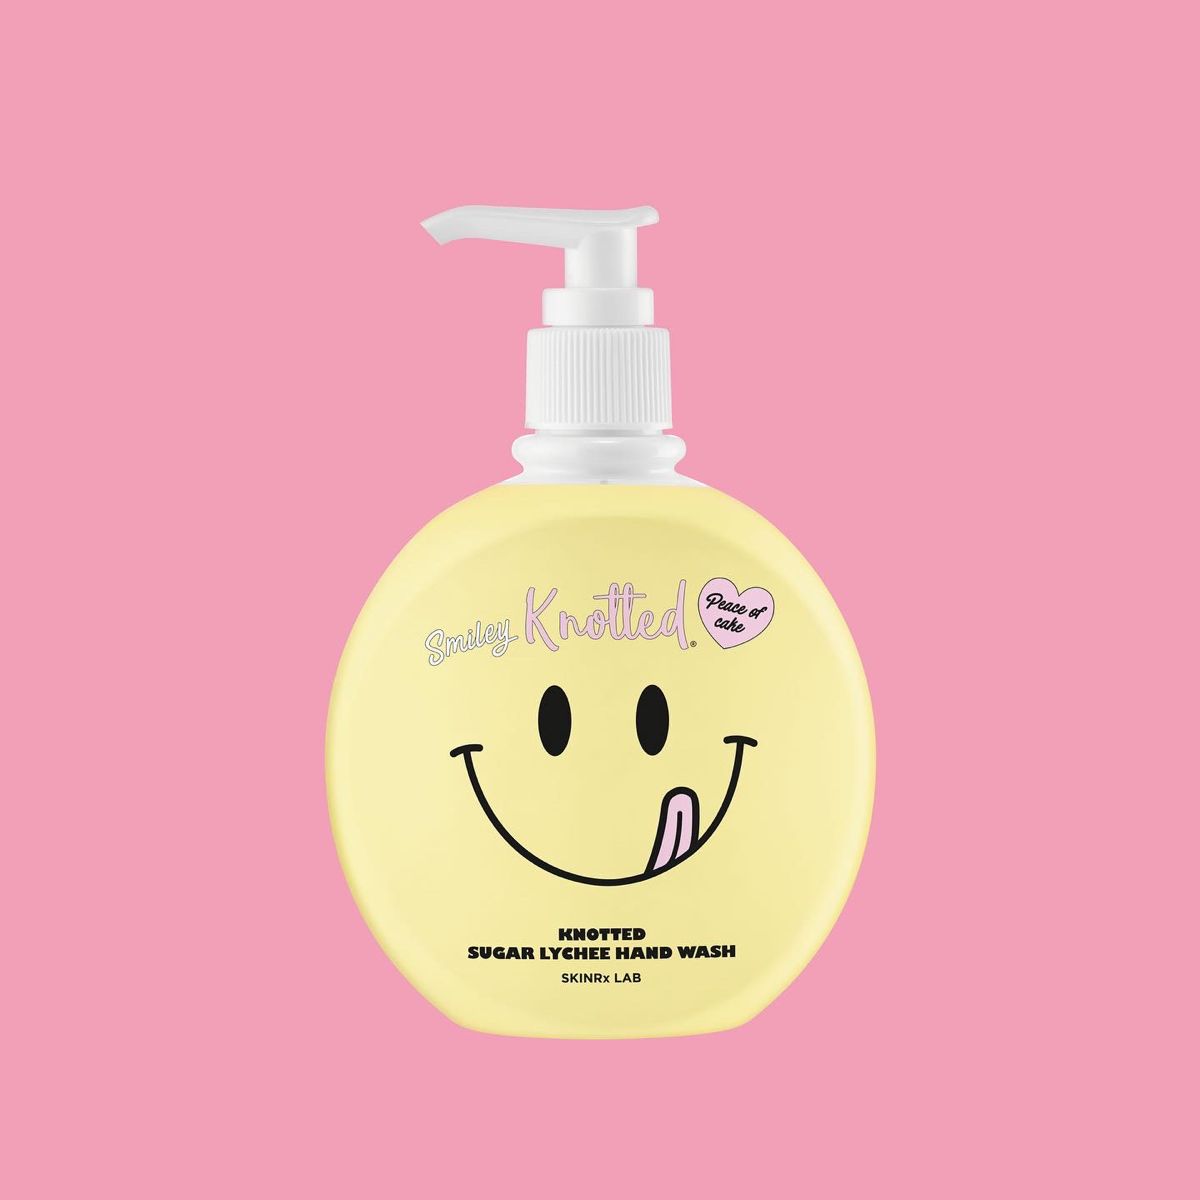 Smiley Knotted®
Peace of
cake
KNOTTED
SUGAR LYCHEE HAND WASH
SKINRx LAB